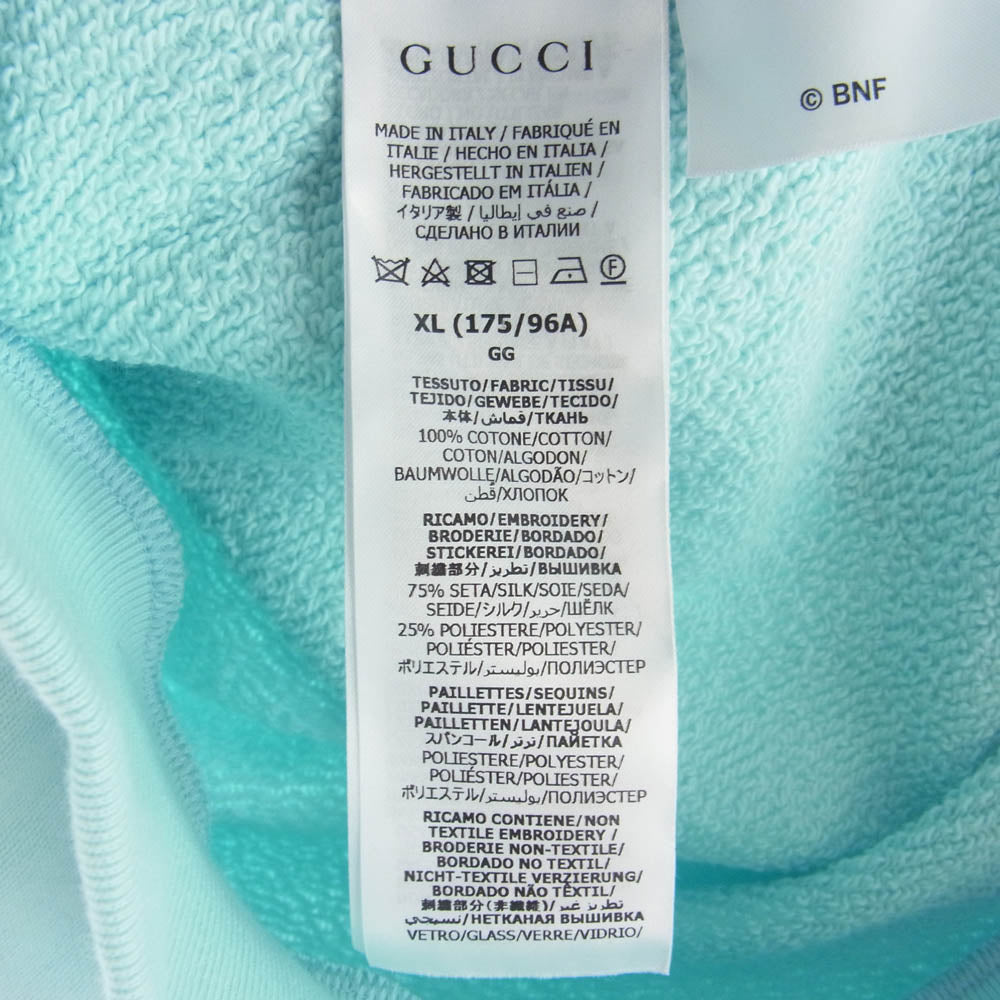 GUCCI
© BNF
MADE IN ITALY / FABRIQUÉ EN
ITALIE / HECHO EN ITALIA /
HERGESTELLT IN ITALIEN /
FABRICADO EM ITÁLIA /
イタリア製 / صنع في إيطاليا /
СДЕЛАНО В ИТАЛИИ
F
XL (175/96A)
GG
TESSUTO/FABRIC/TISSU/
TEJIDO/GEWEBE/TECIDO/
本体/قماش/ТКАНЬ
100% COTONE/COTTON/
COTON/ALGODON/
BAUMWOLLE/ALGODÃO/コットン/
قطن/ХЛОПОК
RICAMO/EMBROIDERY/
BRODERIE/BORDADO/
STICKEREI/BORDADO/
刺繍部分/تطريز/ВЫШИВКА
75% SETA/SILK/SOIE/SEDA/
SEIDE/シルク/حرير/ШЁЛК
25% POLIESTERE/POLYESTER/
POLIÉSTER/POLYESTER/
ポリエステル/بوليستر/ПОЛИЭСТЕР
PAILLETTES/SEQUINS/
PAILLETTE/LENTEJUELA/
PAILLETTEN/LANTEJOULA/
スパンコール/ترتر/ПАЙЕТКА
POLIESTERE/POLYESTER/
POLIÉSTER/POLYESTER/
ポリエステル/بوليستر/ПОЛИЭСТЕР
RICAMO CONTIENE/NON
TEXTILE EMBROIDERY /
BRODERIE NON-TEXTILE/
BORDADO NO TEXTIL/
NICHT-TEXTILE VERZIERUNG/
BORDADO NÃO TÊXTIL/
刺繍部分(非繊維)/تطريز غير
نسيجي/НЕТКАНАЯ ВЫШИВКА
VETRO/GLASS/VERRE/VIDRIO/